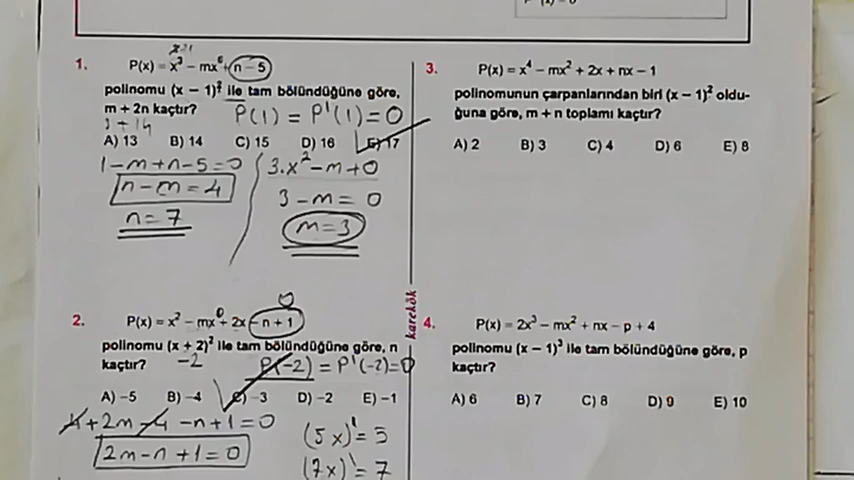 1.
P(x) = x³ – mx + n – 5
polinomu (x – 1)² ile tam bölündüğüne göre,
m + 2n kaçtır?
P(1) = P'(1) = 0
3 + 14
A) 13 B) 14 C) 15 D) 16 E) 17
1 – m + n – 5 = 0
n – m = 4
n = 7
3.x² – m + 0
3 – m = 0
m = 3
2.
P(x) = x² – mx + 2x – n + 1
0
polinomu (x + 2)² ile tam bölündüğüne göre, n
kaçtır?
–2
P(–2) = P'(–2) = 0
A) –5 B) –4 C) –3 D) –2 E) –1
4 + 2m – 4 – n + 1 = 0
2m – n + 1 = 0
(5x)' = 5
(7x)' = 7
karekök
3.
P(x) = x⁴ – mx² + 2x + nx – 1
polinomunun çarpanlarından biri (x – 1)² oldu-
ğuna göre, m + n toplamı kaçtır?
A) 2 B) 3 C) 4 D) 6 E) 8
4.
P(x) = 2x³ – mx² + nx – p + 4
polinomu (x – 1)³ ile tam bölündüğüne göre, p
kaçtır?
A) 6 B) 7 C) 8 D) 9 E) 10